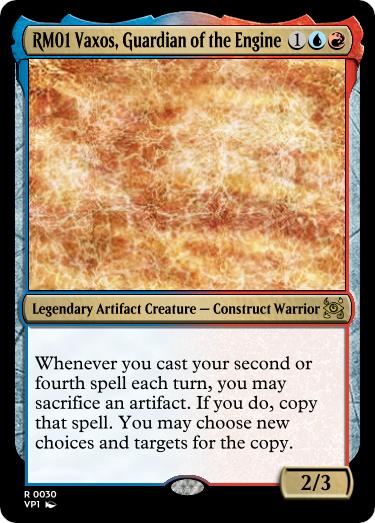 RM01 Vaxos, Guardian of the Engine 1
Legendary Artifact Creature — Construct Warrior
Whenever you cast your second or
fourth spell each turn, you may
sacrifice an artifact. If you do, copy
that spell. You may choose new
choices and targets for the copy.
2/3
R 0030
VP1